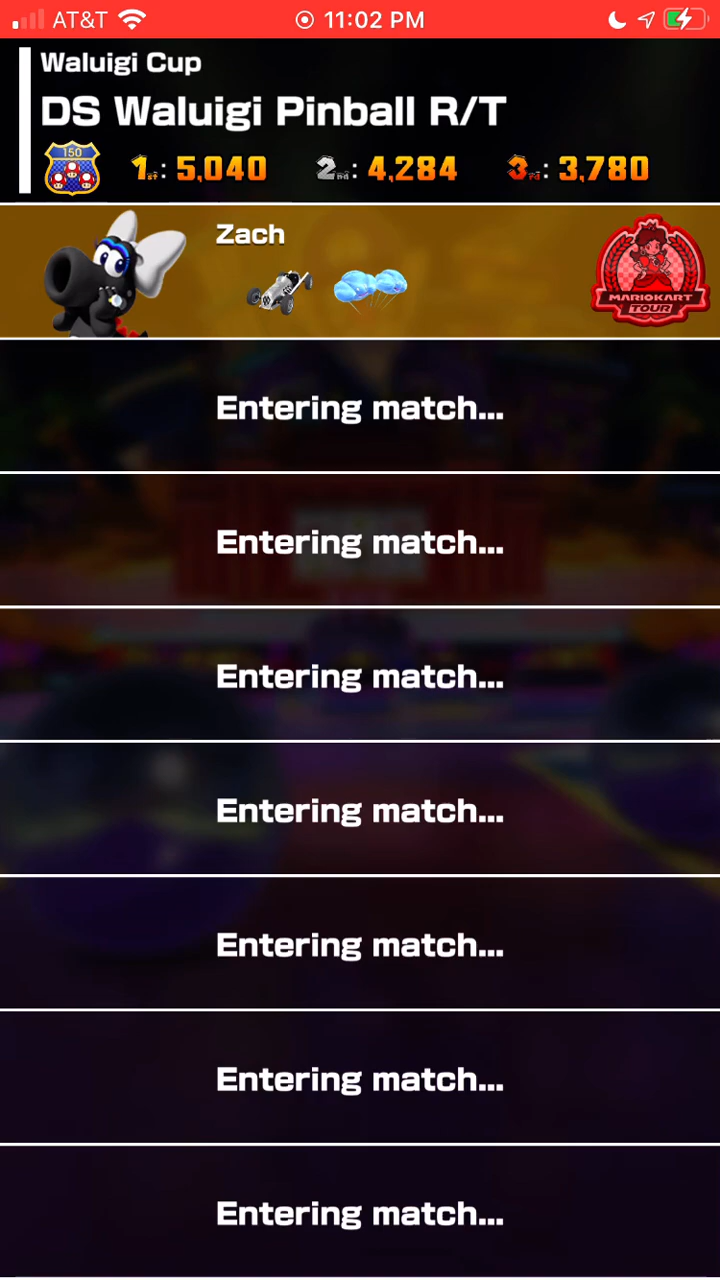 AT&T 11:02 PM
Waluigi Cup
DS Waluigi Pinball R/T
150 1st: 5,040 2nd: 4,284 3rd: 3,780
Zach
MARIOKART
TOUR
Entering match...
Entering match...
Entering match...
Entering match...
Entering match...
Entering match...
Entering match...